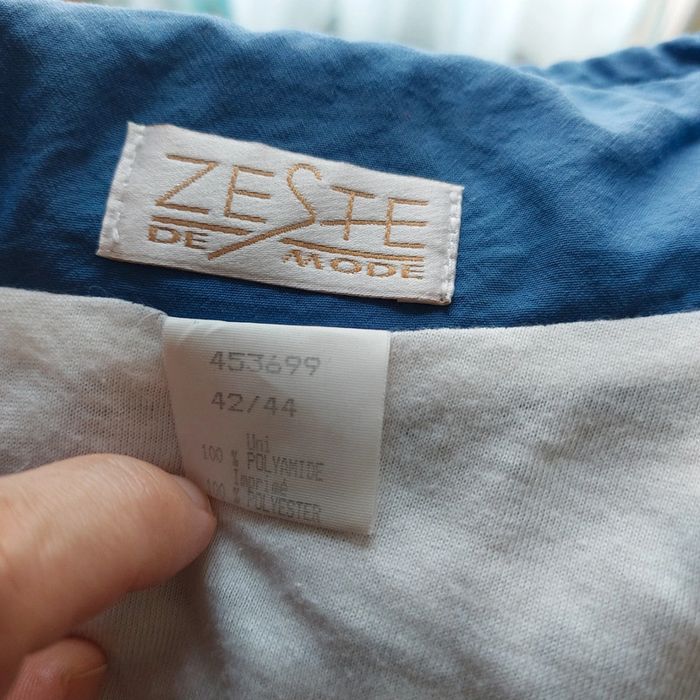 ZESTE
DE MODE
453699
42/44
Uni
100 % POLYAMIDE
Imprimé
100 % POLYESTER